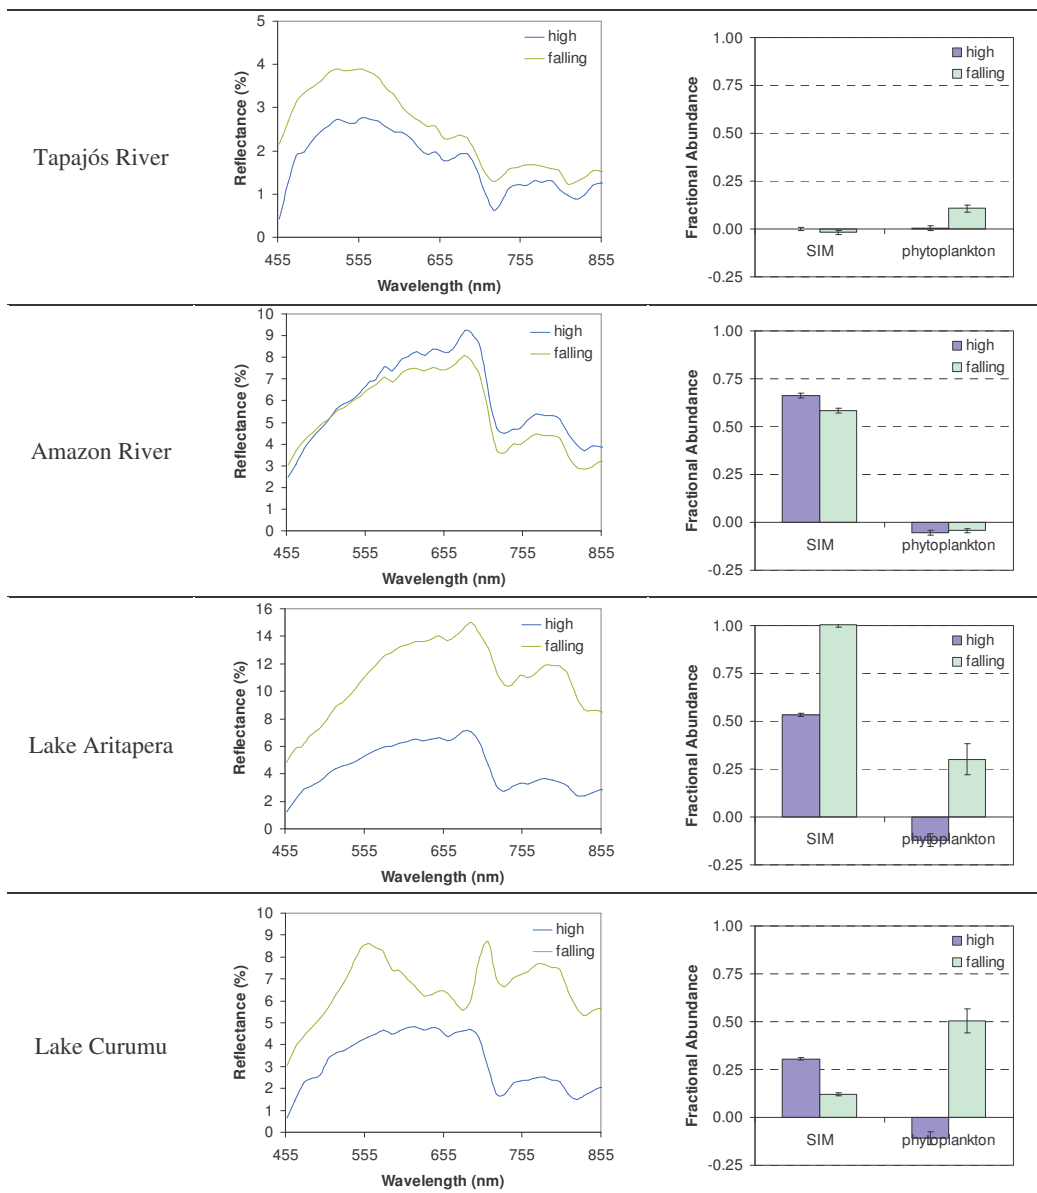 Tapajós River
5
4
3
2
1
0
Reflectance (%)
455 555 655 755 855
Wavelength (nm)
high
falling
1.00
0.75
0.50
0.25
0.00
-0.25
Fractional Abundance
high
falling
SIM phytoplankton
Amazon River
10
9
8
7
6
5
4
3
2
1
0
Reflectance (%)
455 555 655 755 855
Wavelength (nm)
high
falling
1.00
0.75
0.50
0.25
0.00
-0.25
Fractional Abundance
high
falling
SIM phytoplankton
Lake Aritapera
16
14
12
10
8
6
4
2
0
Reflectance (%)
455 555 655 755 855
Wavelength (nm)
high
falling
1.00
0.75
0.50
0.25
0.00
-0.25
Fractional Abundance
high
falling
SIM phytoplankton
Lake Curumu
10
9
8
7
6
5
4
3
2
1
0
Reflectance (%)
455 555 655 755 855
Wavelength (nm)
high
falling
1.00
0.75
0.50
0.25
0.00
-0.25
Fractional Abundance
high
falling
SIM phytoplankton